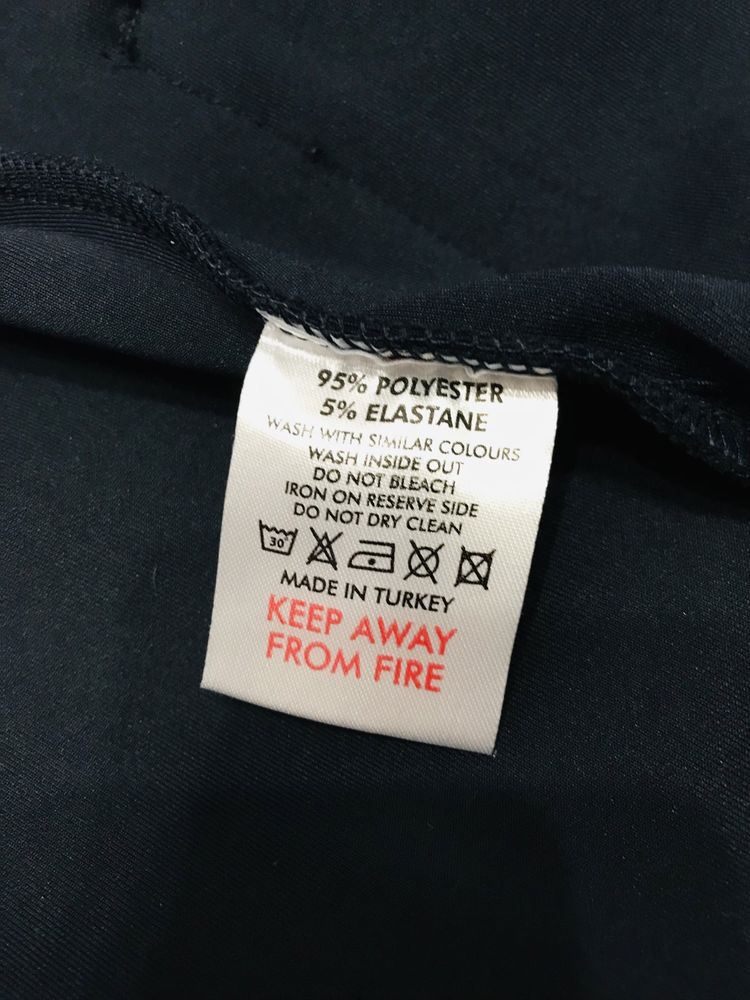 95% POLYESTER
5% ELASTANE
WASH WITH SIMILAR COLOURS
WASH INSIDE OUT
DO NOT BLEACH
IRON ON RESERVE SIDE
DO NOT DRY CLEAN
30°
MADE IN TURKEY
KEEP AWAY
FROM FIRE